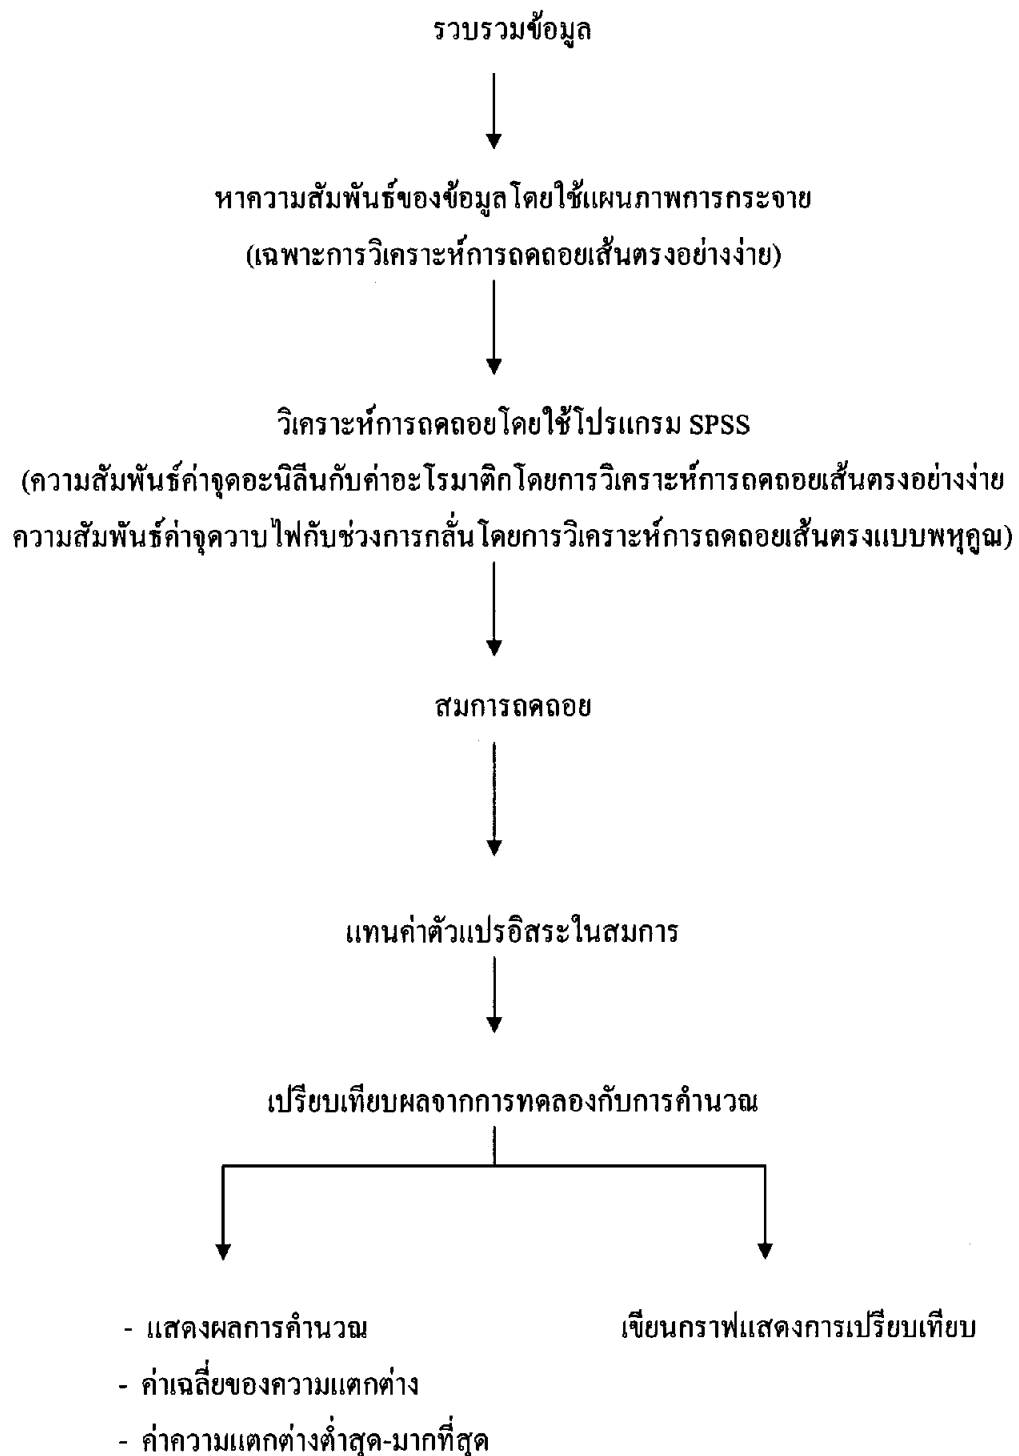 รวบรวมข้อมูล
หาความสัมพันธ์ของข้อมูลโดยใช้แผนภาพการกระจาย
(เฉพาะการวิเคราะห์การถดถอยเส้นตรงอย่างง่าย)
วิเคราะห์การถดถอยโดยใช้โปรแกรม SPSS
(ความสัมพันธ์ค่าจุดอะนิลีนกับค่าอะโรมาติกโดยการวิเคราะห์การถดถอยเส้นตรงอย่างง่าย
ความสัมพันธ์ค่าจุดวาบไฟกับช่วงการกลั่นโดยการวิเคราะห์การถดถอยเส้นตรงแบบพหุคูณ)
สมการถดถอย
แทนค่าตัวแปรอิสระในสมการ
เปรียบเทียบผลจากการทดลองกับการคำนวณ
- แสดงผลการคำนวณ
เขียนกราฟแสดงการเปรียบเทียบ
- ค่าเฉลี่ยของความแตกต่าง
- ค่าความแตกต่างต่ำสุด-มากที่สุด